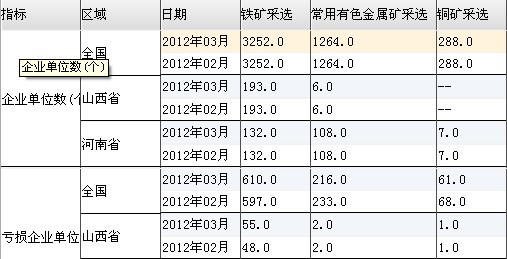 指标 区域 日期 铁矿采选 常用有色金属矿采选 铜矿采选
全国 2012年03月 3252.0 1264.0 288.0
企业单位数(个) 2012年02月 3252.0 1264.0 288.0
企业单位数(个 山西省 2012年03月 193.0 6.0 --
2012年02月 193.0 6.0 --
河南省 2012年03月 132.0 108.0 7.0
2012年02月 132.0 108.0 7.0
全国 2012年03月 610.0 216.0 61.0
2012年02月 597.0 233.0 68.0
亏损企业单位 山西省 2012年03月 55.0 2.0 1.0
2012年02月 48.0 2.0 1.0